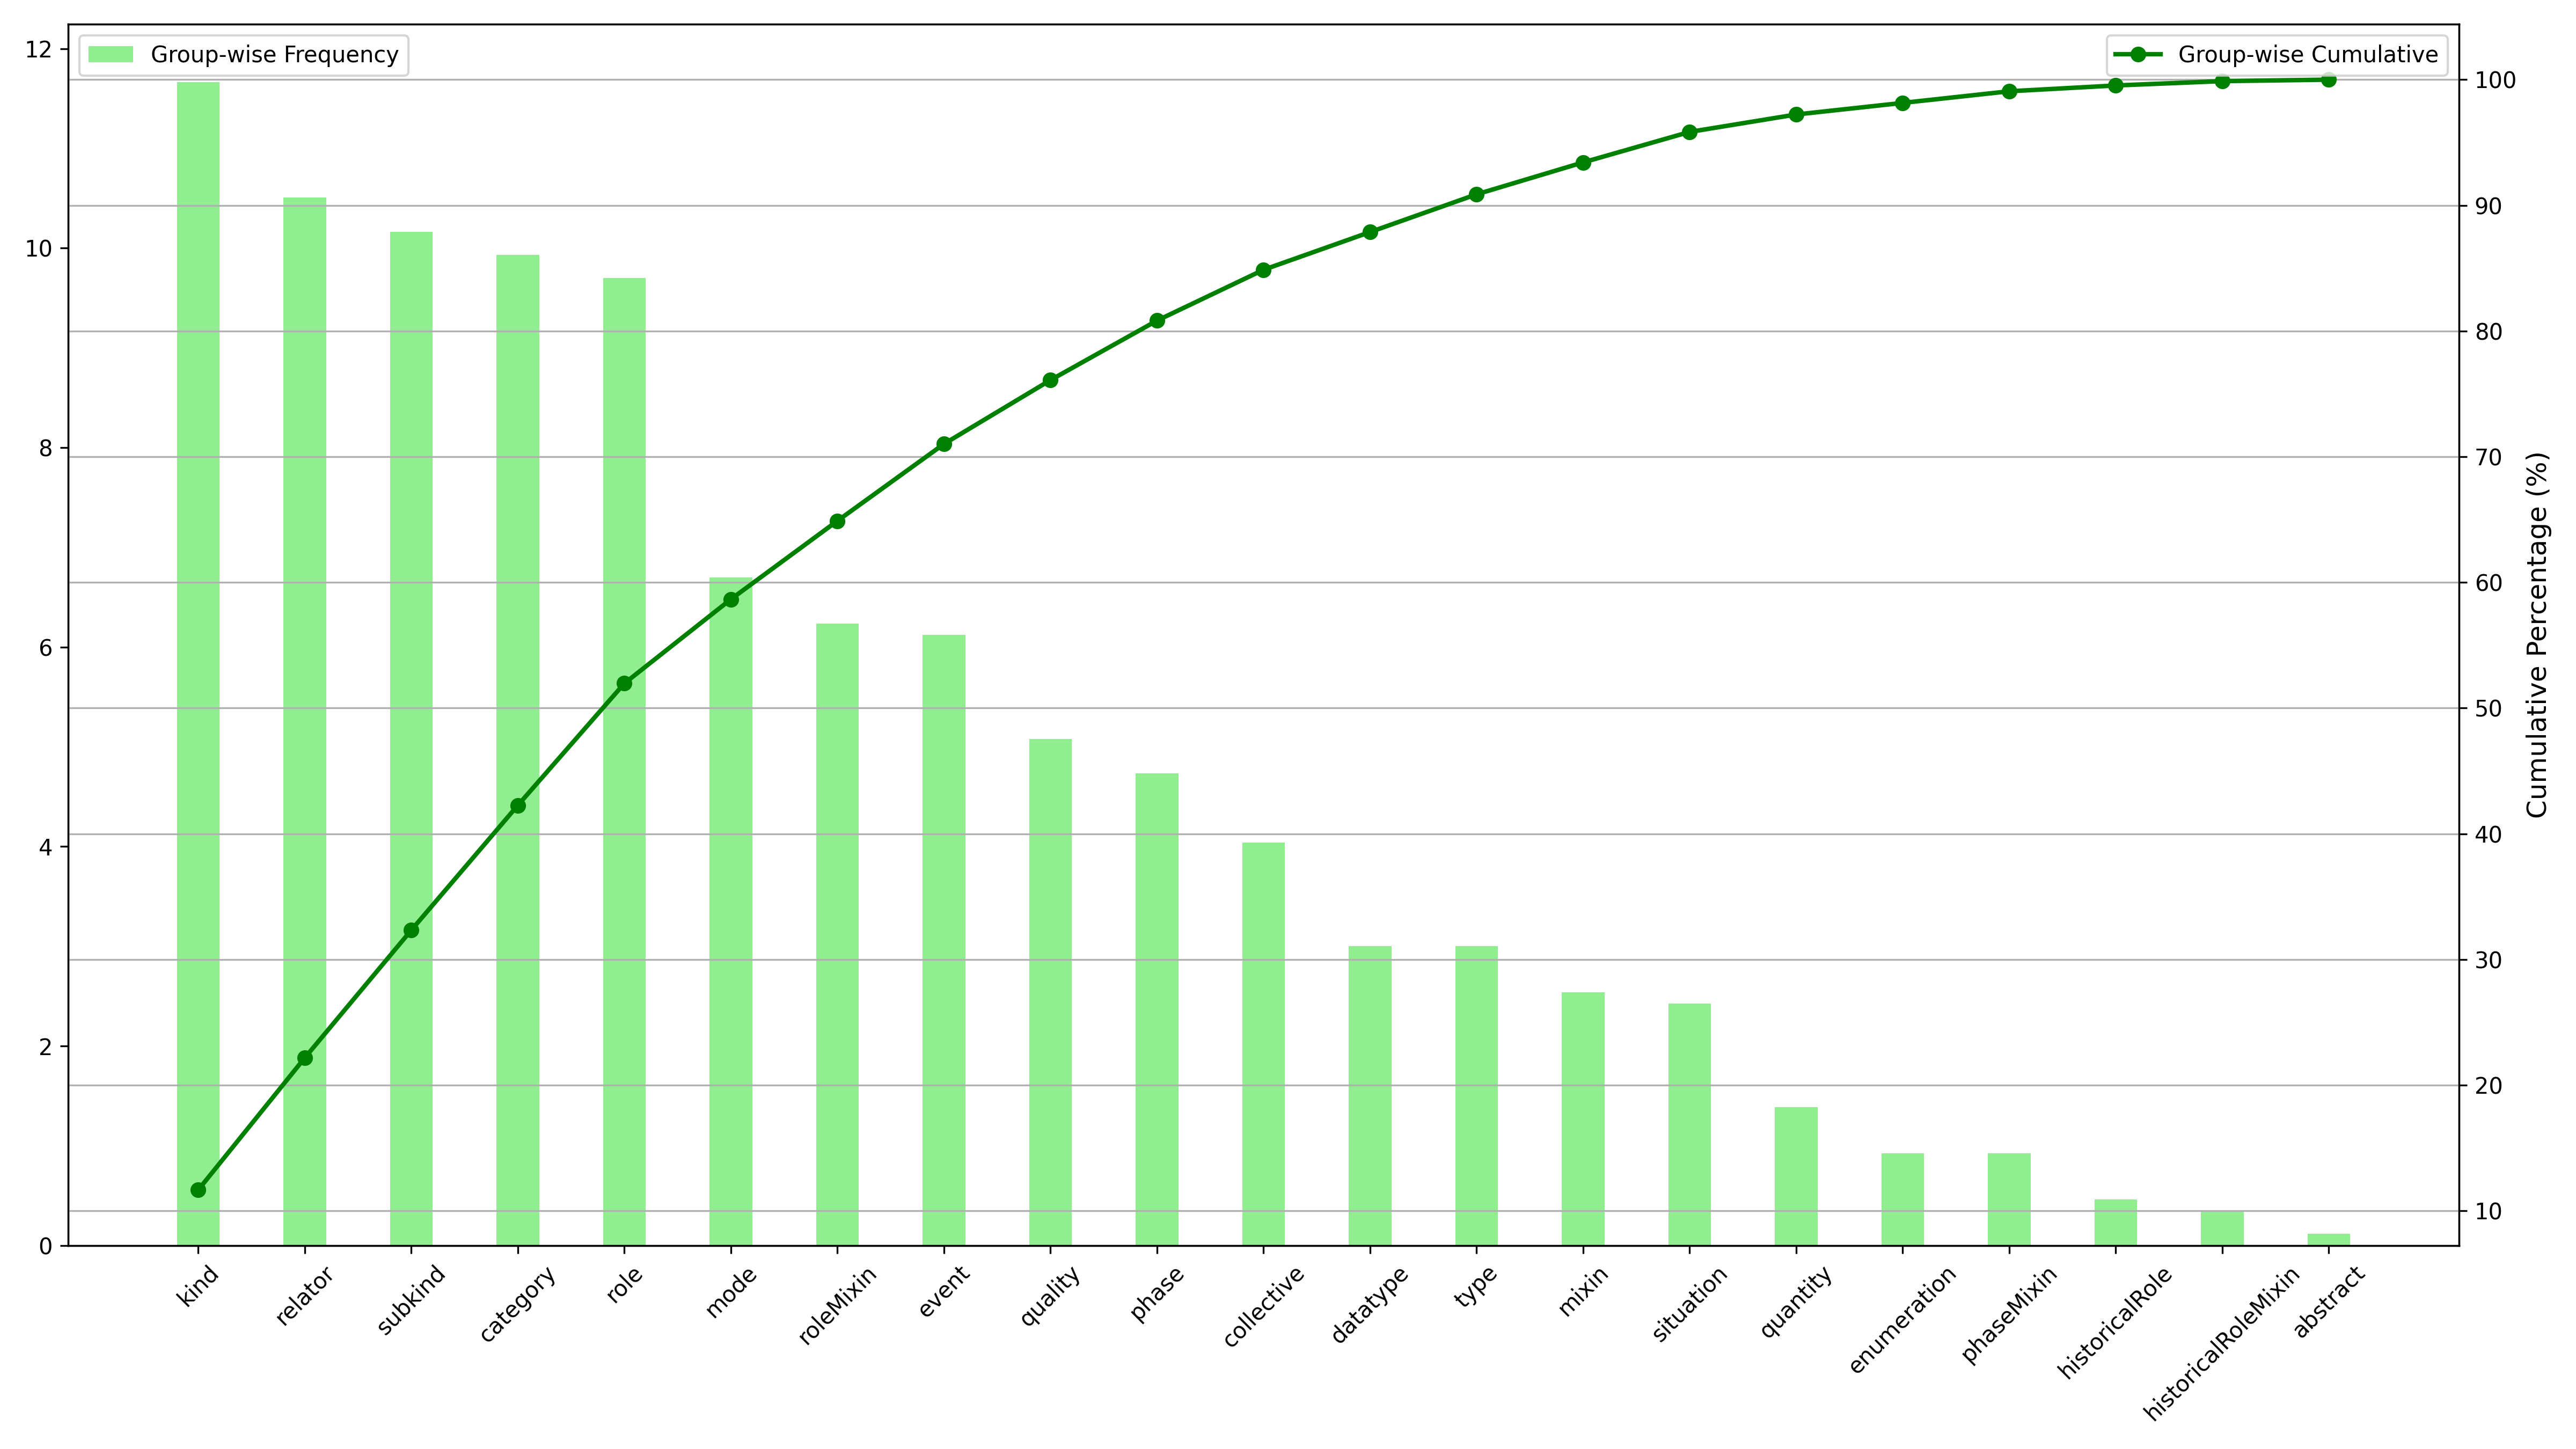 Group-wise Frequency
Group-wise Cumulative
12
10
8
6
4
2
0
100
90
80
70
60
50
40
30
20
10
Cumulative Percentage (%)
kind
relator
subkind
category
role
mode
roleMixin
event
quality
phase
collective
datatype
type
mixin
situation
quantity
enumeration
phaseMixin
historicalRole
historicalRoleMixin
abstract